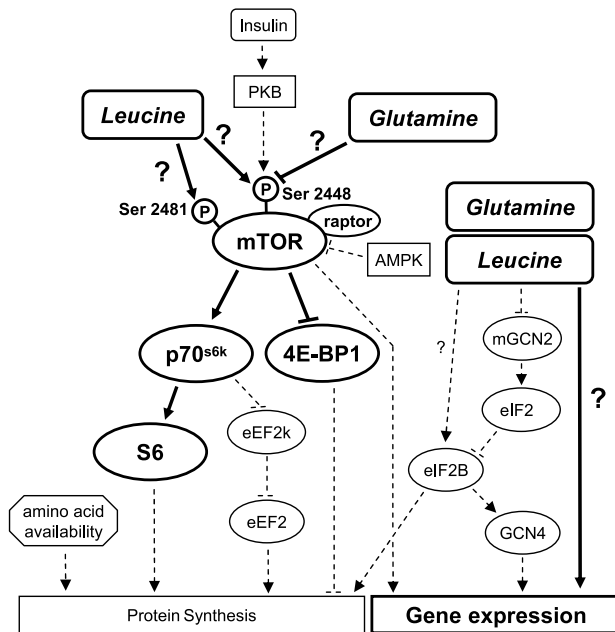 Insulin
PKB
Leucine
Glutamine
?
?
?
P
Ser 2448
Ser 2481
P
raptor
mTOR
AMPK
Glutamine
Leucine
p70s6k
4E-BP1
?
mGCN2
?
eIF2
eEF2k
S6
eIF2B
amino acid
availability
eEF2
GCN4
Protein Synthesis
Gene expression